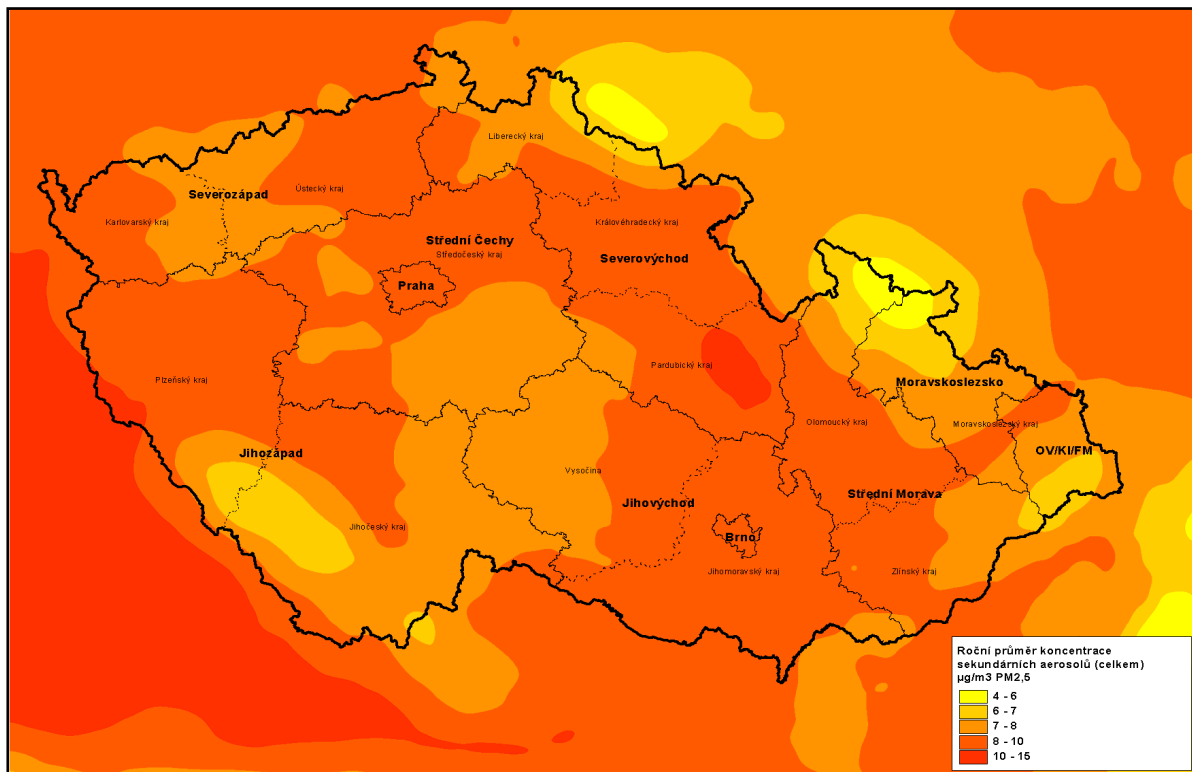 Liberecký kraj
Severozápad
Ústecký kraj
Karlovarský kraj
Královéhradecký kraj
Střední Čechy
Středočeský kraj
Severovýchod
Praha
Pardubický kraj
Plzeňský kraj
Moravskoslezsko
Olomoucký kraj
Moravskoslezský kraj
OV/KI/FM
Jihozápad
Vysočina
Střední Morava
Jihovýchod
Jihočeský kraj
Brno
Jihomoravský kraj
Zlínský kraj
Roční průměr koncentrace
sekundárních aerosolů (celkem)
µg/m3 PM2,5
4 - 6
6 - 7
7 - 8
8 - 10
10 - 15